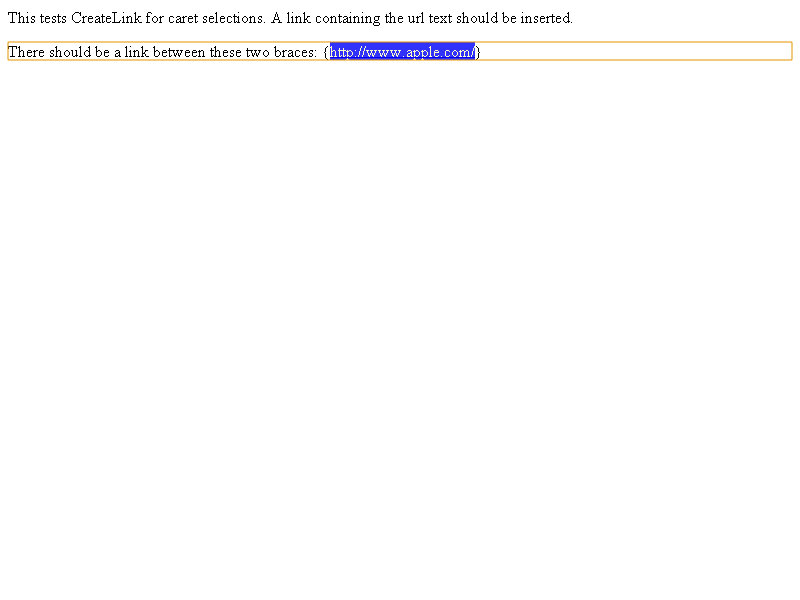 This tests CreateLink for caret selections. A link containing the url text should be inserted.
There should be a link between these two braces: {http://www.apple.com/}